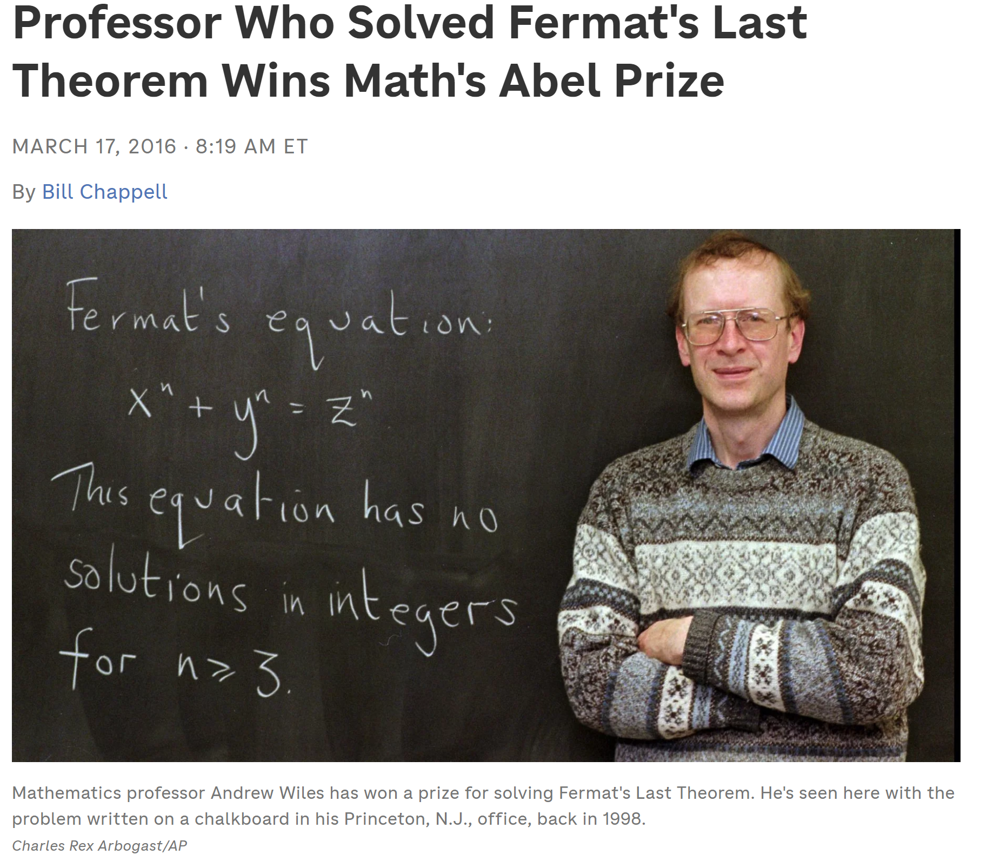 Professor Who Solved Fermat's Last
Theorem Wins Math's Abel Prize
MARCH 17, 2016 · 8:19 AM ET
By Bill Chappell
Fermat's equation:
xⁿ + yⁿ = zⁿ
This equation has no
solutions in integers
for n ⩾ 3.
Mathematics professor Andrew Wiles has won a prize for solving Fermat's Last Theorem. He's seen here with the
problem written on a chalkboard in his Princeton, N.J., office, back in 1998.
Charles Rex Arbogast/AP